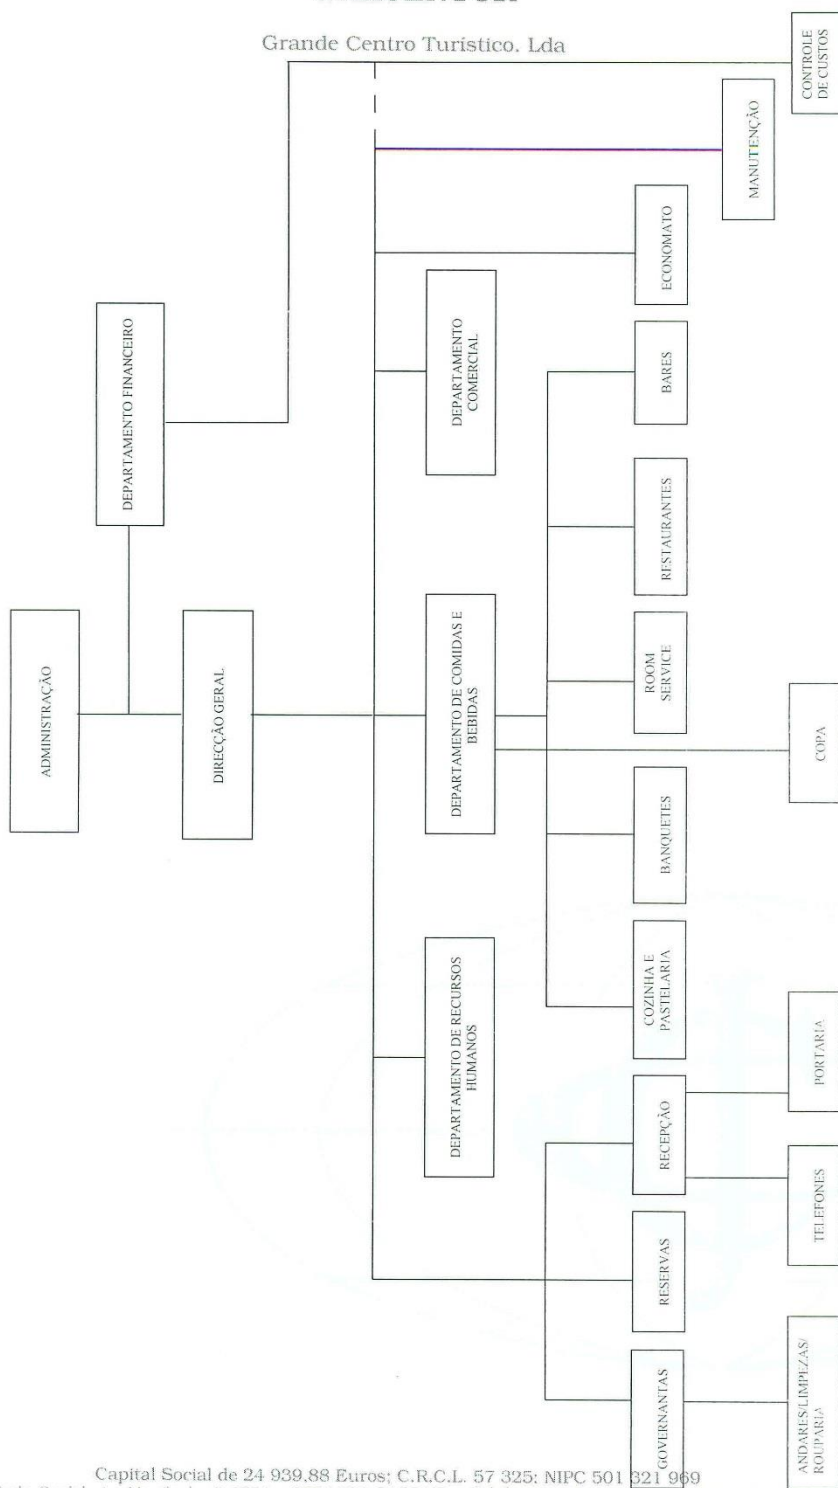 Grande Centro Turístico. Lda
ADMINISTRAÇÃO
DEPARTAMENTO FINANCEIRO
DIRECÇÃO GERAL
DEPARTAMENTO DE RECURSOS
HUMANOS
DEPARTAMENTO DE COMIDAS E
BEBIDAS
DEPARTAMENTO
COMERCIAL
GOVERNANTAS
RESERVAS
RECEPÇÃO
COZINHA E
PASTELARIA
BANQUETES
ROOM
SERVICE
RESTAURANTES
BARES
ECONOMATO
MANUTENÇÃO
ANDARES/LIMPEZAS/
ROUPARIA
TELEFONES
PORTARIA
COPA
CONTROLE
DE CUSTOS
Capital Social de 24 939.88 Euros; C.R.C.L. 57 325: NIPC 501 321 969